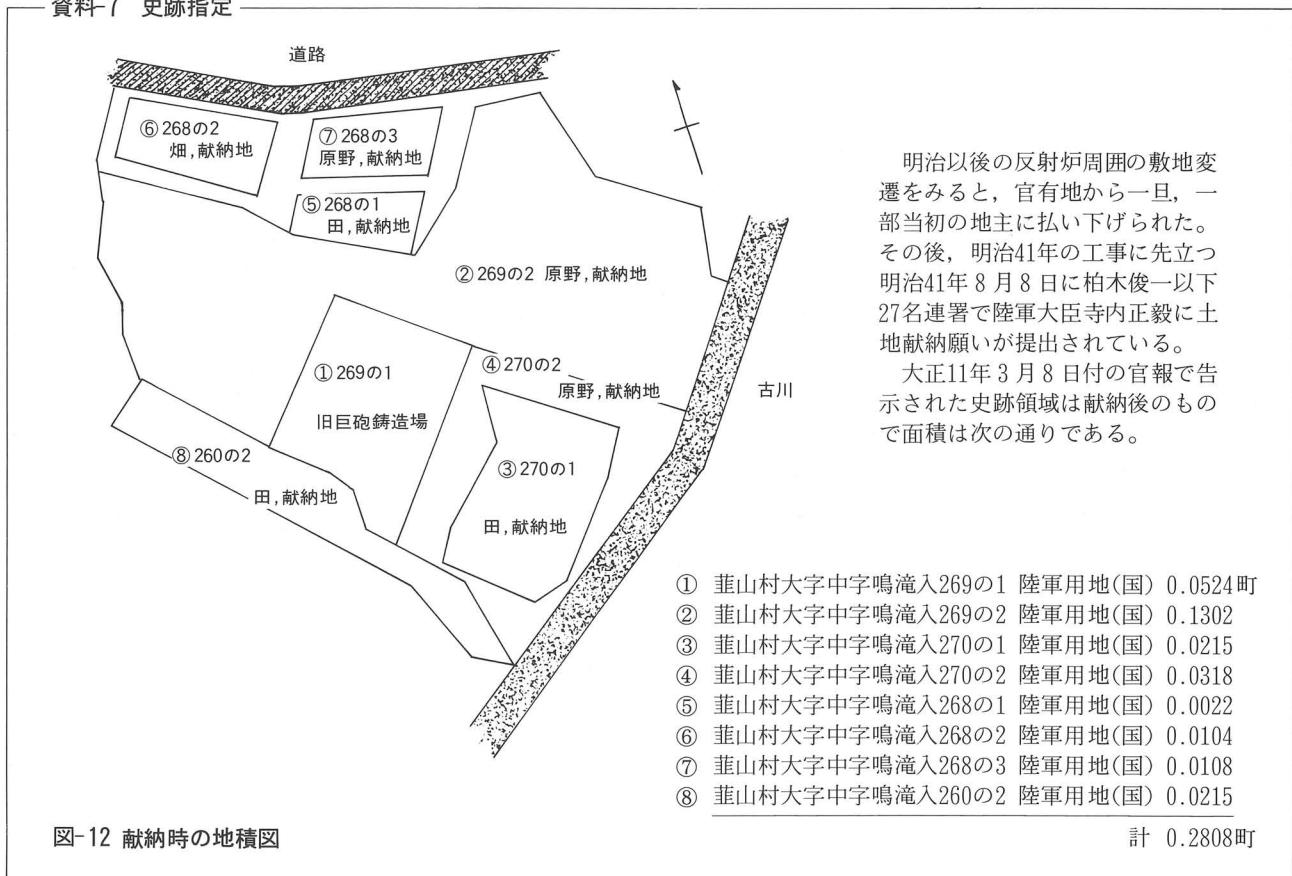 資料-7 史跡指定
道路
⑥268の2
畑,献納地
⑦268の3
原野,献納地
⑤268の1
田,献納地
②269の2 原野,献納地
①269の1
旧巨砲鋳造場
④270の2
原野,献納地
古川
③270の1
田,献納地
⑧260の2
田,献納地
明治以後の反射炉周囲の敷地変
遷をみると,官有地から一旦,一
部当初の地主に払い下げられた。
その後,明治41年の工事に先立つ
明治41年8月8日に柏木俊一以下
27名連署で陸軍大臣寺内正毅に土
地献納願いが提出されている。
大正11年3月8日付の官報で告
示された史跡領域は献納後のもの
で面積は次の通りである。
① 韮山村大字中字鳴滝入269の1 陸軍用地(国) 0.0524町
② 韮山村大字中字鳴滝入269の2 陸軍用地(国) 0.1302
③ 韮山村大字中字鳴滝入270の1 陸軍用地(国) 0.0215
④ 韮山村大字中字鳴滝入270の2 陸軍用地(国) 0.0318
⑤ 韮山村大字中字鳴滝入268の1 陸軍用地(国) 0.0022
⑥ 韮山村大字中字鳴滝入268の2 陸軍用地(国) 0.0104
⑦ 韮山村大字中字鳴滝入268の3 陸軍用地(国) 0.0108
⑧ 韮山村大字中字鳴滝入260の2 陸軍用地(国) 0.0215
計 0.2808町
図-12 献納時の地積図